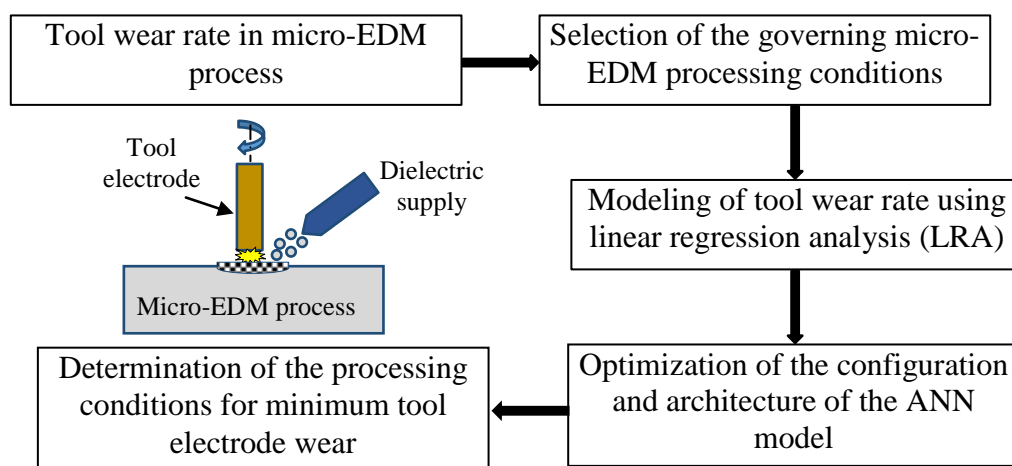 Tool wear rate in micro-EDM
process
Selection of the governing micro-
EDM processing conditions
Tool
electrode
Dielectric
supply
Micro-EDM process
Modeling of tool wear rate using
linear regression analysis (LRA)
Optimization of the configuration
and architecture of the ANN
model
Determination of the processing
conditions for minimum tool
electrode wear